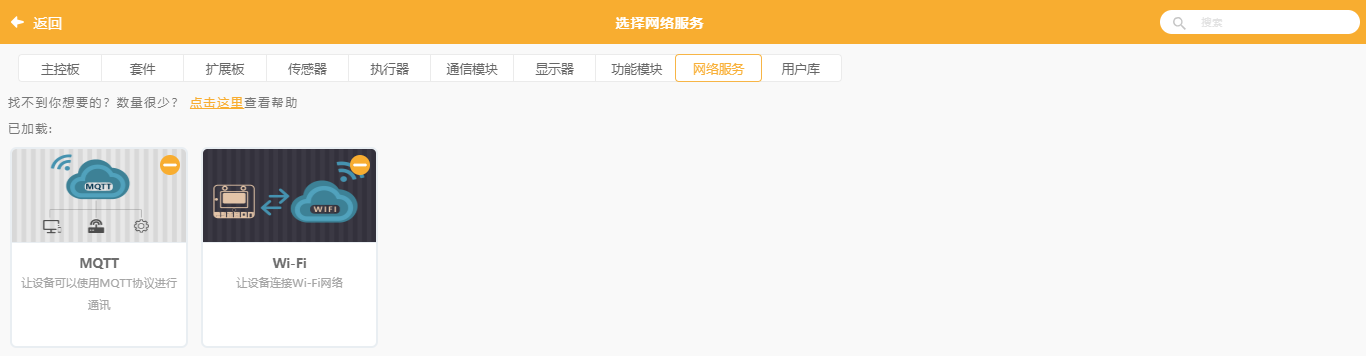 返回
选择网络服务
搜索
主控板 套件 扩展板 传感器 执行器 通信模块 显示器 功能模块 网络服务 用户库
找不到你想要的？数量很少？ 点击这里查看帮助
已加载:
MQTT
MQTT
让设备可以使用MQTT协议进行
通讯
WIFI
Wi-Fi
让设备连接Wi-Fi网络